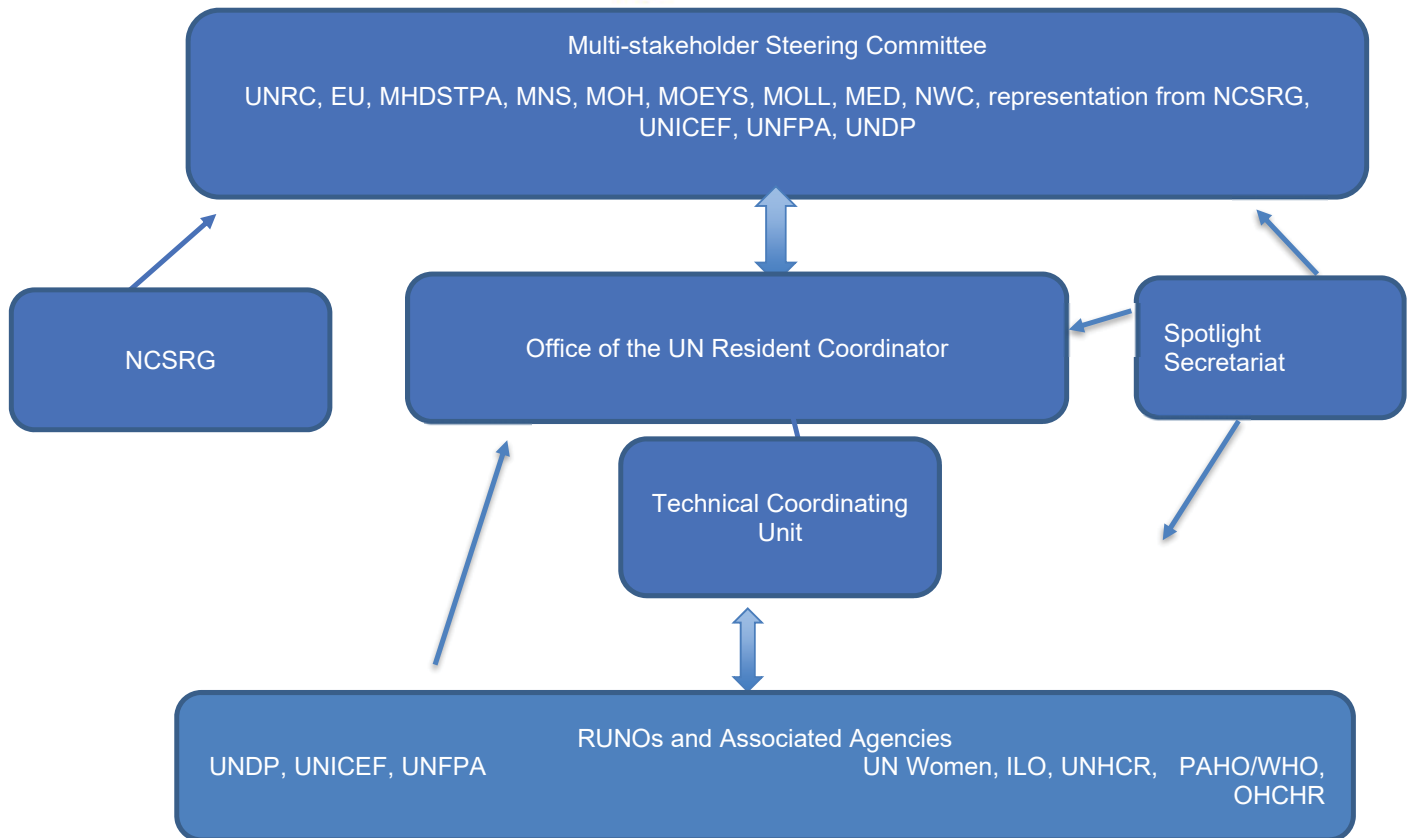 Multi-stakeholder Steering Committee
UNRC, EU, MHDSTPA, MNS, MOH, MOEYS, MOLL, MED, NWC, representation from NCSRG,
UNICEF, UNFPA, UNDP
NCSRG
Office of the UN Resident Coordinator
Spotlight
Secretariat
Technical Coordinating
Unit
RUNOs and Associated Agencies
UNDP, UNICEF, UNFPA UN Women, ILO, UNHCR, PAHO/WHO,
OHCHR